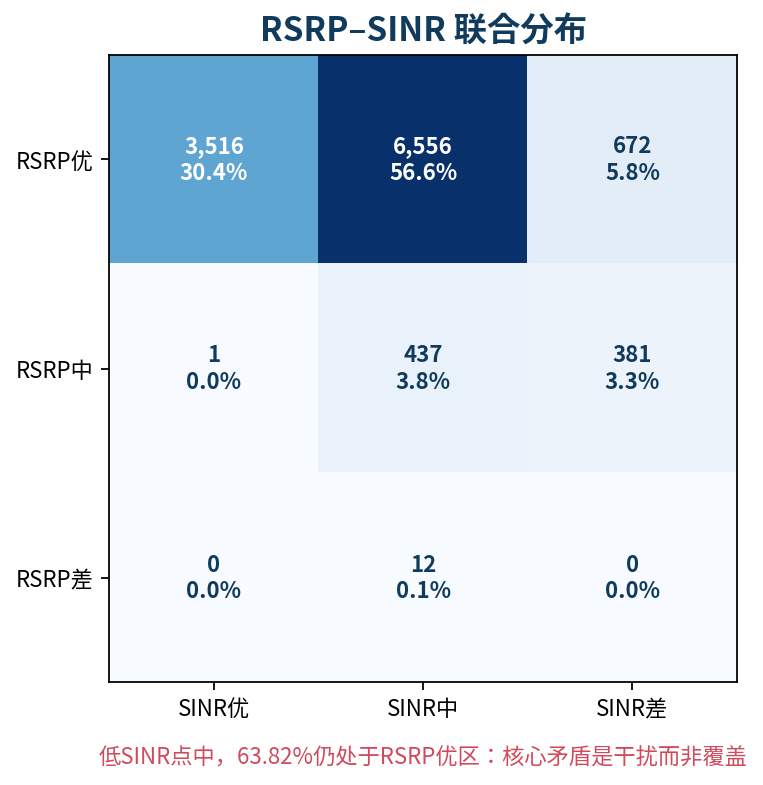 RSRP–SINR 联合分布
RSRP优
3,516
30.4%
6,556
56.6%
672
5.8%
RSRP中
1
0.0%
437
3.8%
381
3.3%
RSRP差
0
0.0%
12
0.1%
0
0.0%
SINR优
SINR中
SINR差
低SINR点中，63.82%仍处于RSRP优区：核心矛盾是干扰而非覆盖